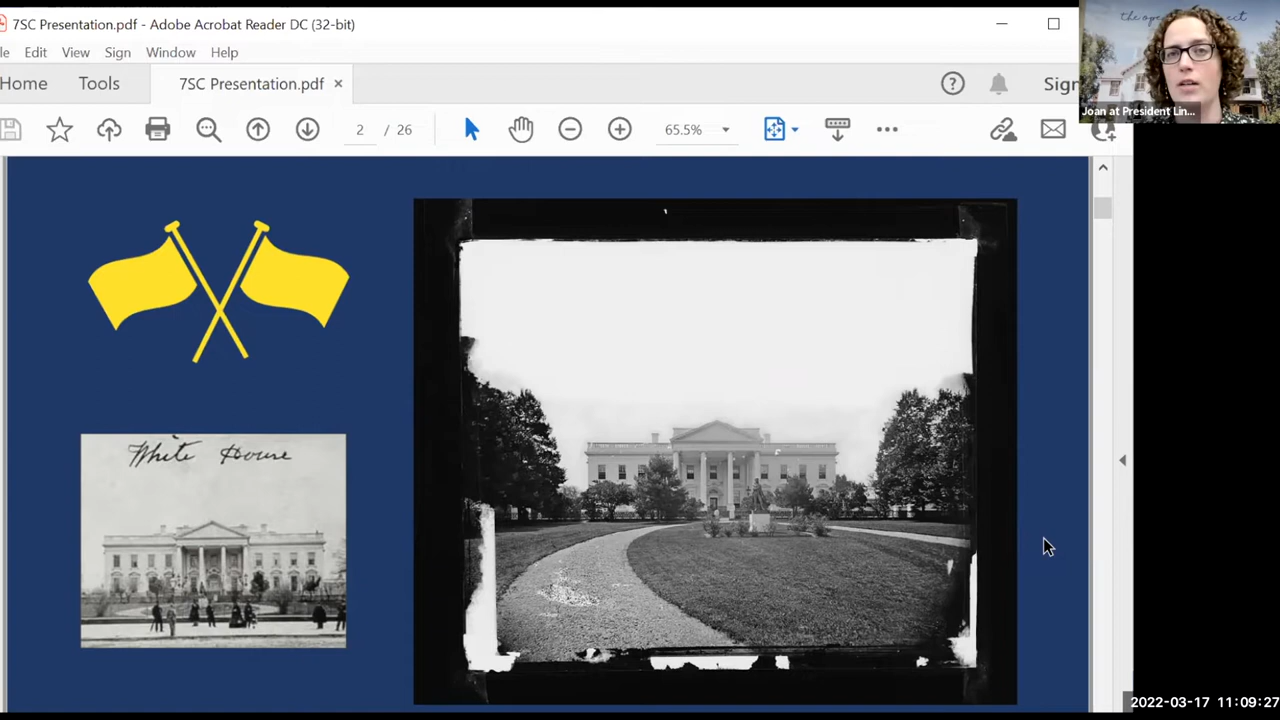 7SC Presentation.pdf - Adobe Acrobat Reader DC (32-bit)
le Edit View Sign Window Help
Home Tools 7SC Presentation.pdf × Sign
2 / 26 65.5%
Joan at President Lin...
White House
2022-03-17 11:09:27